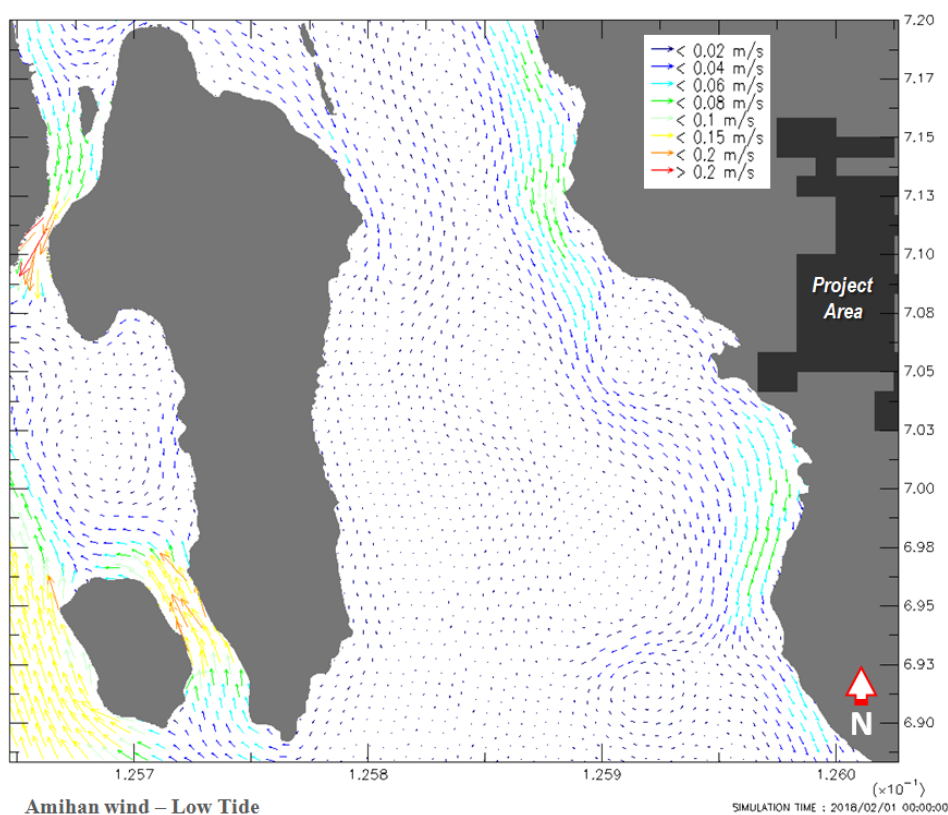 7.20
< 0.02 m/s
< 0.04 m/s
< 0.06 m/s
< 0.08 m/s
< 0.1 m/s
< 0.15 m/s
< 0.2 m/s
> 0.2 m/s
7.17
7.15
7.13
7.10
Project
Area
7.08
7.05
7.03
7.00
6.98
6.95
6.93
6.90
N
1.257
1.258
1.259
1.260
(×10⁻¹)
Amihan wind – Low Tide
SIMULATION TIME : 2018/02/01 00:00:00